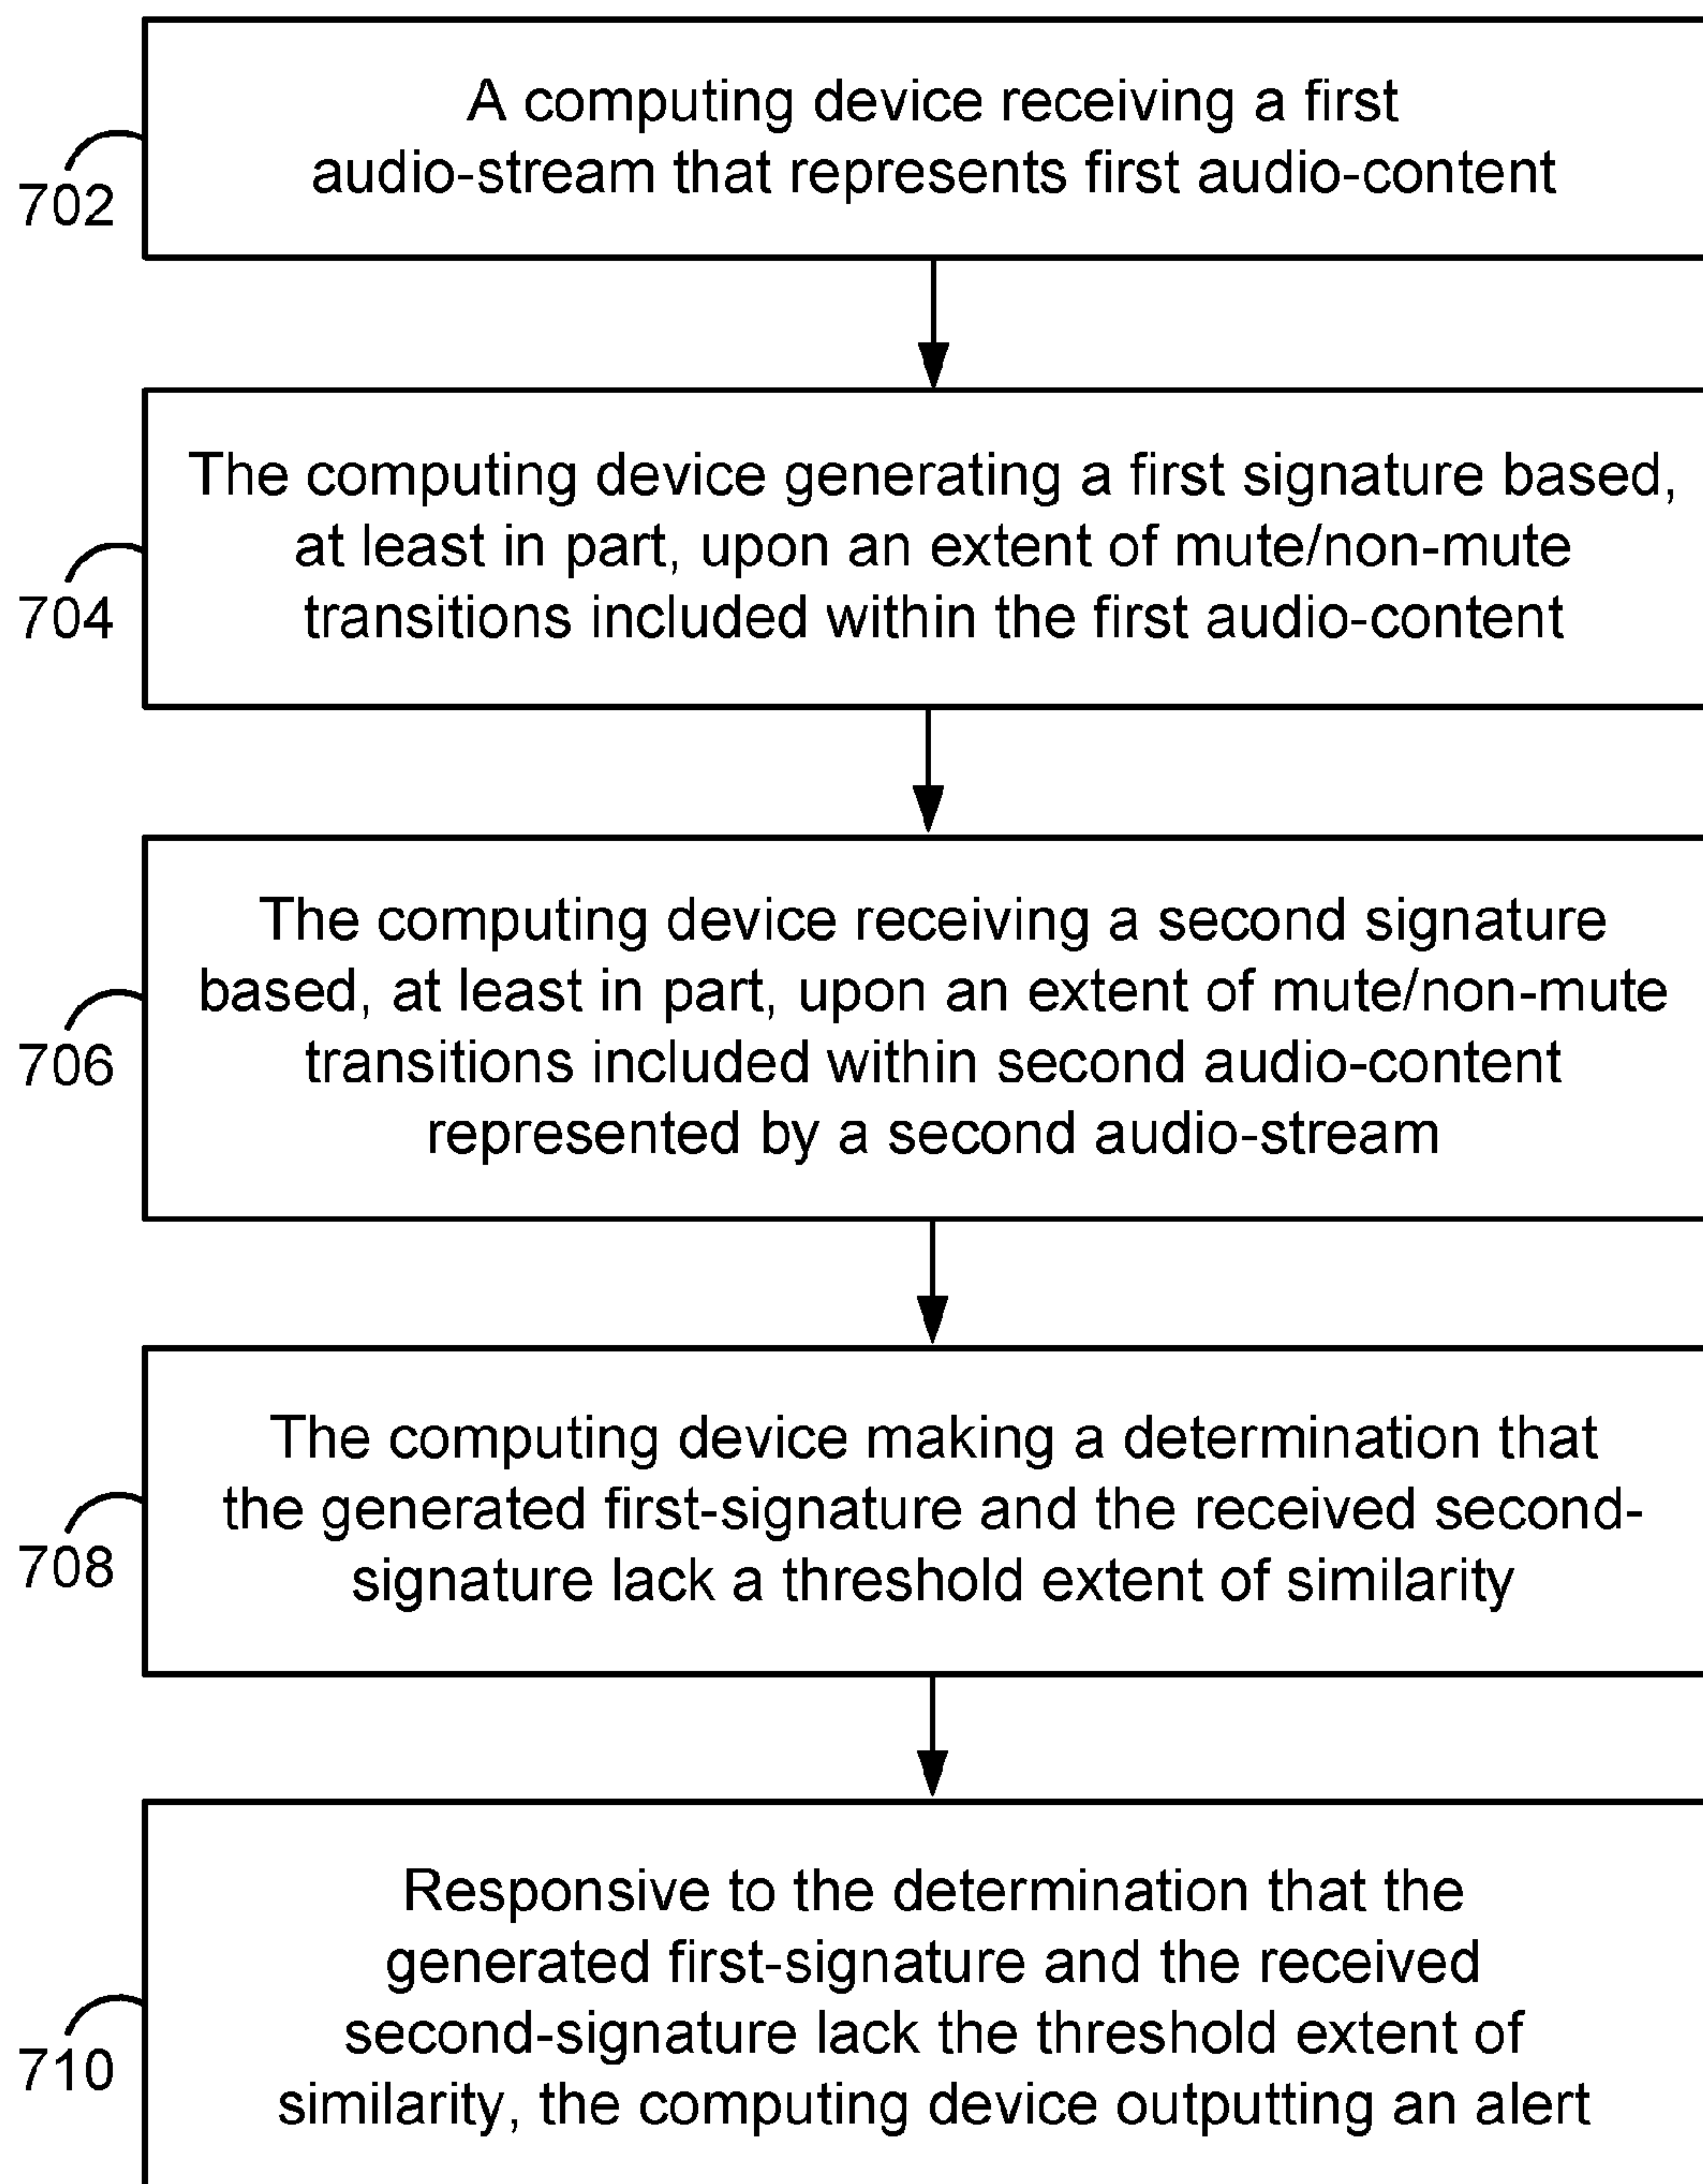 A computing device receiving a first
audio-stream that represents first audio-content
702
The computing device generating a first signature based,
at least in part, upon an extent of mute/non-mute
transitions included within the first audio-content
704
The computing device receiving a second signature
based, at least in part, upon an extent of mute/non-mute
transitions included within second audio-content
represented by a second audio-stream
706
The computing device making a determination that
the generated first-signature and the received second-
signature lack a threshold extent of similarity
708
Responsive to the determination that the
generated first-signature and the received
second-signature lack the threshold extent of
similarity, the computing device outputting an alert
710